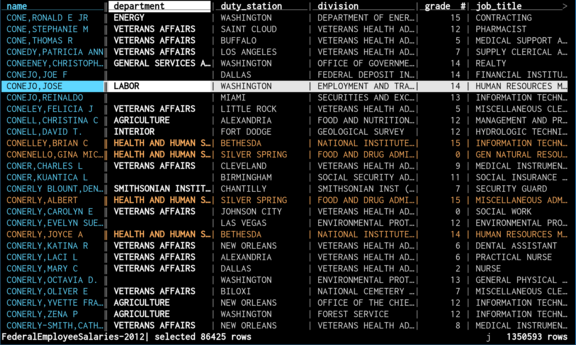 name department duty_station division grade # job_title >
CONE,RONALD E JR ENERGY WASHINGTON DEPARTMENT OF ENER… 15 CONTRACTING
CONE,STEPHANIE M VETERANS AFFAIRS SAINT CLOUD VETERANS HEALTH AD… 12 PHARMACIST
CONE,THOMAS R VETERANS AFFAIRS BUFFALO VETERANS HEALTH AD… 5 MEDICAL SUPPORT A…
CONEDY,PATRICIA ANN VETERANS AFFAIRS LOS ANGELES VETERANS HEALTH AD… 7 SUPPLY CLERICAL A…
CONEENEY,CHRISTOPH… GENERAL SERVICES A… WASHINGTON OFFICE OF GOVERNME… 14 REALTY
CONEJO,JOE F DALLAS FEDERAL DEPOSIT IN… 14 FINANCIAL INSTITU…
CONEJO,JOSE LABOR WASHINGTON EMPLOYMENT AND TRA… 14 HUMAN RESOURCES M…
CONEJO,REINALDO MIAMI SECURITIES AND EXC… 13 INFORMATION TECHN…
CONELEY,FELICIA J VETERANS AFFAIRS LITTLE ROCK VETERANS HEALTH AD… 5 MISCELLANEOUS CLE…
CONELL,CHRISTINA C AGRICULTURE ALEXANDRIA FOOD AND NUTRITION… 12 MANAGEMENT AND PR…
CONELL,DAVID T. INTERIOR FORT DODGE GEOLOGICAL SURVEY 12 HYDROLOGIC TECHNI…
CONELLEY,BRIAN C HEALTH AND HUMAN S… BETHESDA NATIONAL INSTITUTE… 15 INFORMATION TECHN…
CONENELLO,GINA MIC… HEALTH AND HUMAN S… SILVER SPRING FOOD AND DRUG ADMI… 0 GEN NATURAL RESOU…
CONER,CHARLES L VETERANS AFFAIRS CLEVELAND VETERANS HEALTH AD… 9 MEDICAL INSTRUMEN…
CONER,KUANTICA L BIRMINGHAM SOCIAL SECURITY AD… 11 SOCIAL INSURANCE …
CONERLY BLOUNT,DEN… SMITHSONIAN INSTIT… CHANTILLY SMITHSONIAN INST (… 7 SECURITY GUARD
CONERLY,ALBERT HEALTH AND HUMAN S… SILVER SPRING FOOD AND DRUG ADMI… 15 MISCELLANEOUS ADM…
CONERLY,CAROLYN E VETERANS AFFAIRS JOHNSON CITY VETERANS HEALTH AD… 0 SOCIAL WORK
CONERLY,EVELYN SUE… LAS VEGAS ENVIRONMENTAL PROT… 12 ENVIRONMENTAL PRO…
CONERLY,JOYCE A HEALTH AND HUMAN S… BETHESDA NATIONAL INSTITUTE… 14 HUMAN RESOURCES M…
CONERLY,KATINA R VETERANS AFFAIRS NEW ORLEANS VETERANS HEALTH AD… 6 DENTAL ASSISTANT
CONERLY,LACI L VETERANS AFFAIRS ALEXANDRIA VETERANS HEALTH AD… 6 PRACTICAL NURSE
CONERLY,MARY C VETERANS AFFAIRS DALLAS VETERANS HEALTH AD… 2 NURSE
CONERLY,OCTAVIA D. WASHINGTON ENVIRONMENTAL PROT… 13 GENERAL PHYSICAL …
CONERLY,OLIVER E VETERANS AFFAIRS BILOXI NATIONAL CEMETERY … 7 MISCELLANEOUS CLE…
CONERLY,YVETTE FRA… AGRICULTURE NEW ORLEANS OFFICE OF THE CHIE… 12 INFORMATION TECHN…
CONERLY,ZENA P AGRICULTURE WASHINGTON FOREST SERVICE 12 INFORMATION TECHN…
CONERLY-SMITH,CATH… VETERANS AFFAIRS NEW ORLEANS VETERANS HEALTH AD… 8 MEDICAL INSTRUMEN…
FederalEmployeeSalaries-2012| selected 86425 rows j 1350593 rows